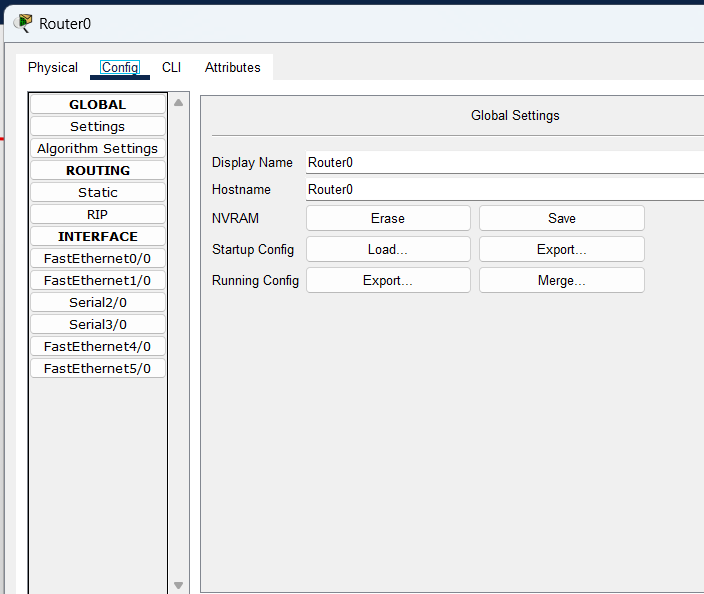 Router0
Physical Config CLI Attributes
GLOBAL
Settings
Algorithm Settings
ROUTING
Static
RIP
INTERFACE
FastEthernet0/0
FastEthernet1/0
Serial2/0
Serial3/0
FastEthernet4/0
FastEthernet5/0
Global Settings
Display Name Router0
Hostname Router0
NVRAM Erase Save
Startup Config Load... Export...
Running Config Export... Merge...